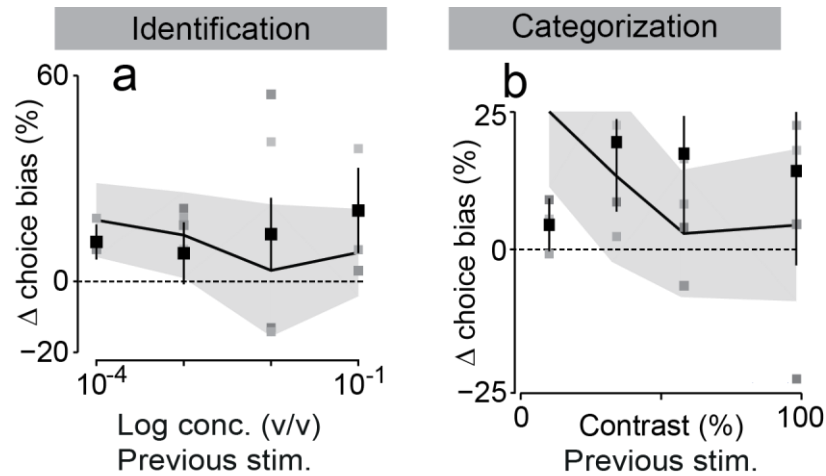 Identification
Categorization
a
b
60
0
−20
Δ choice bias (%)
10-4
10-1
Log conc. (v/v)
Previous stim.
25
0
−25
Δ choice bias (%)
0
100
Contrast (%)
Previous stim.